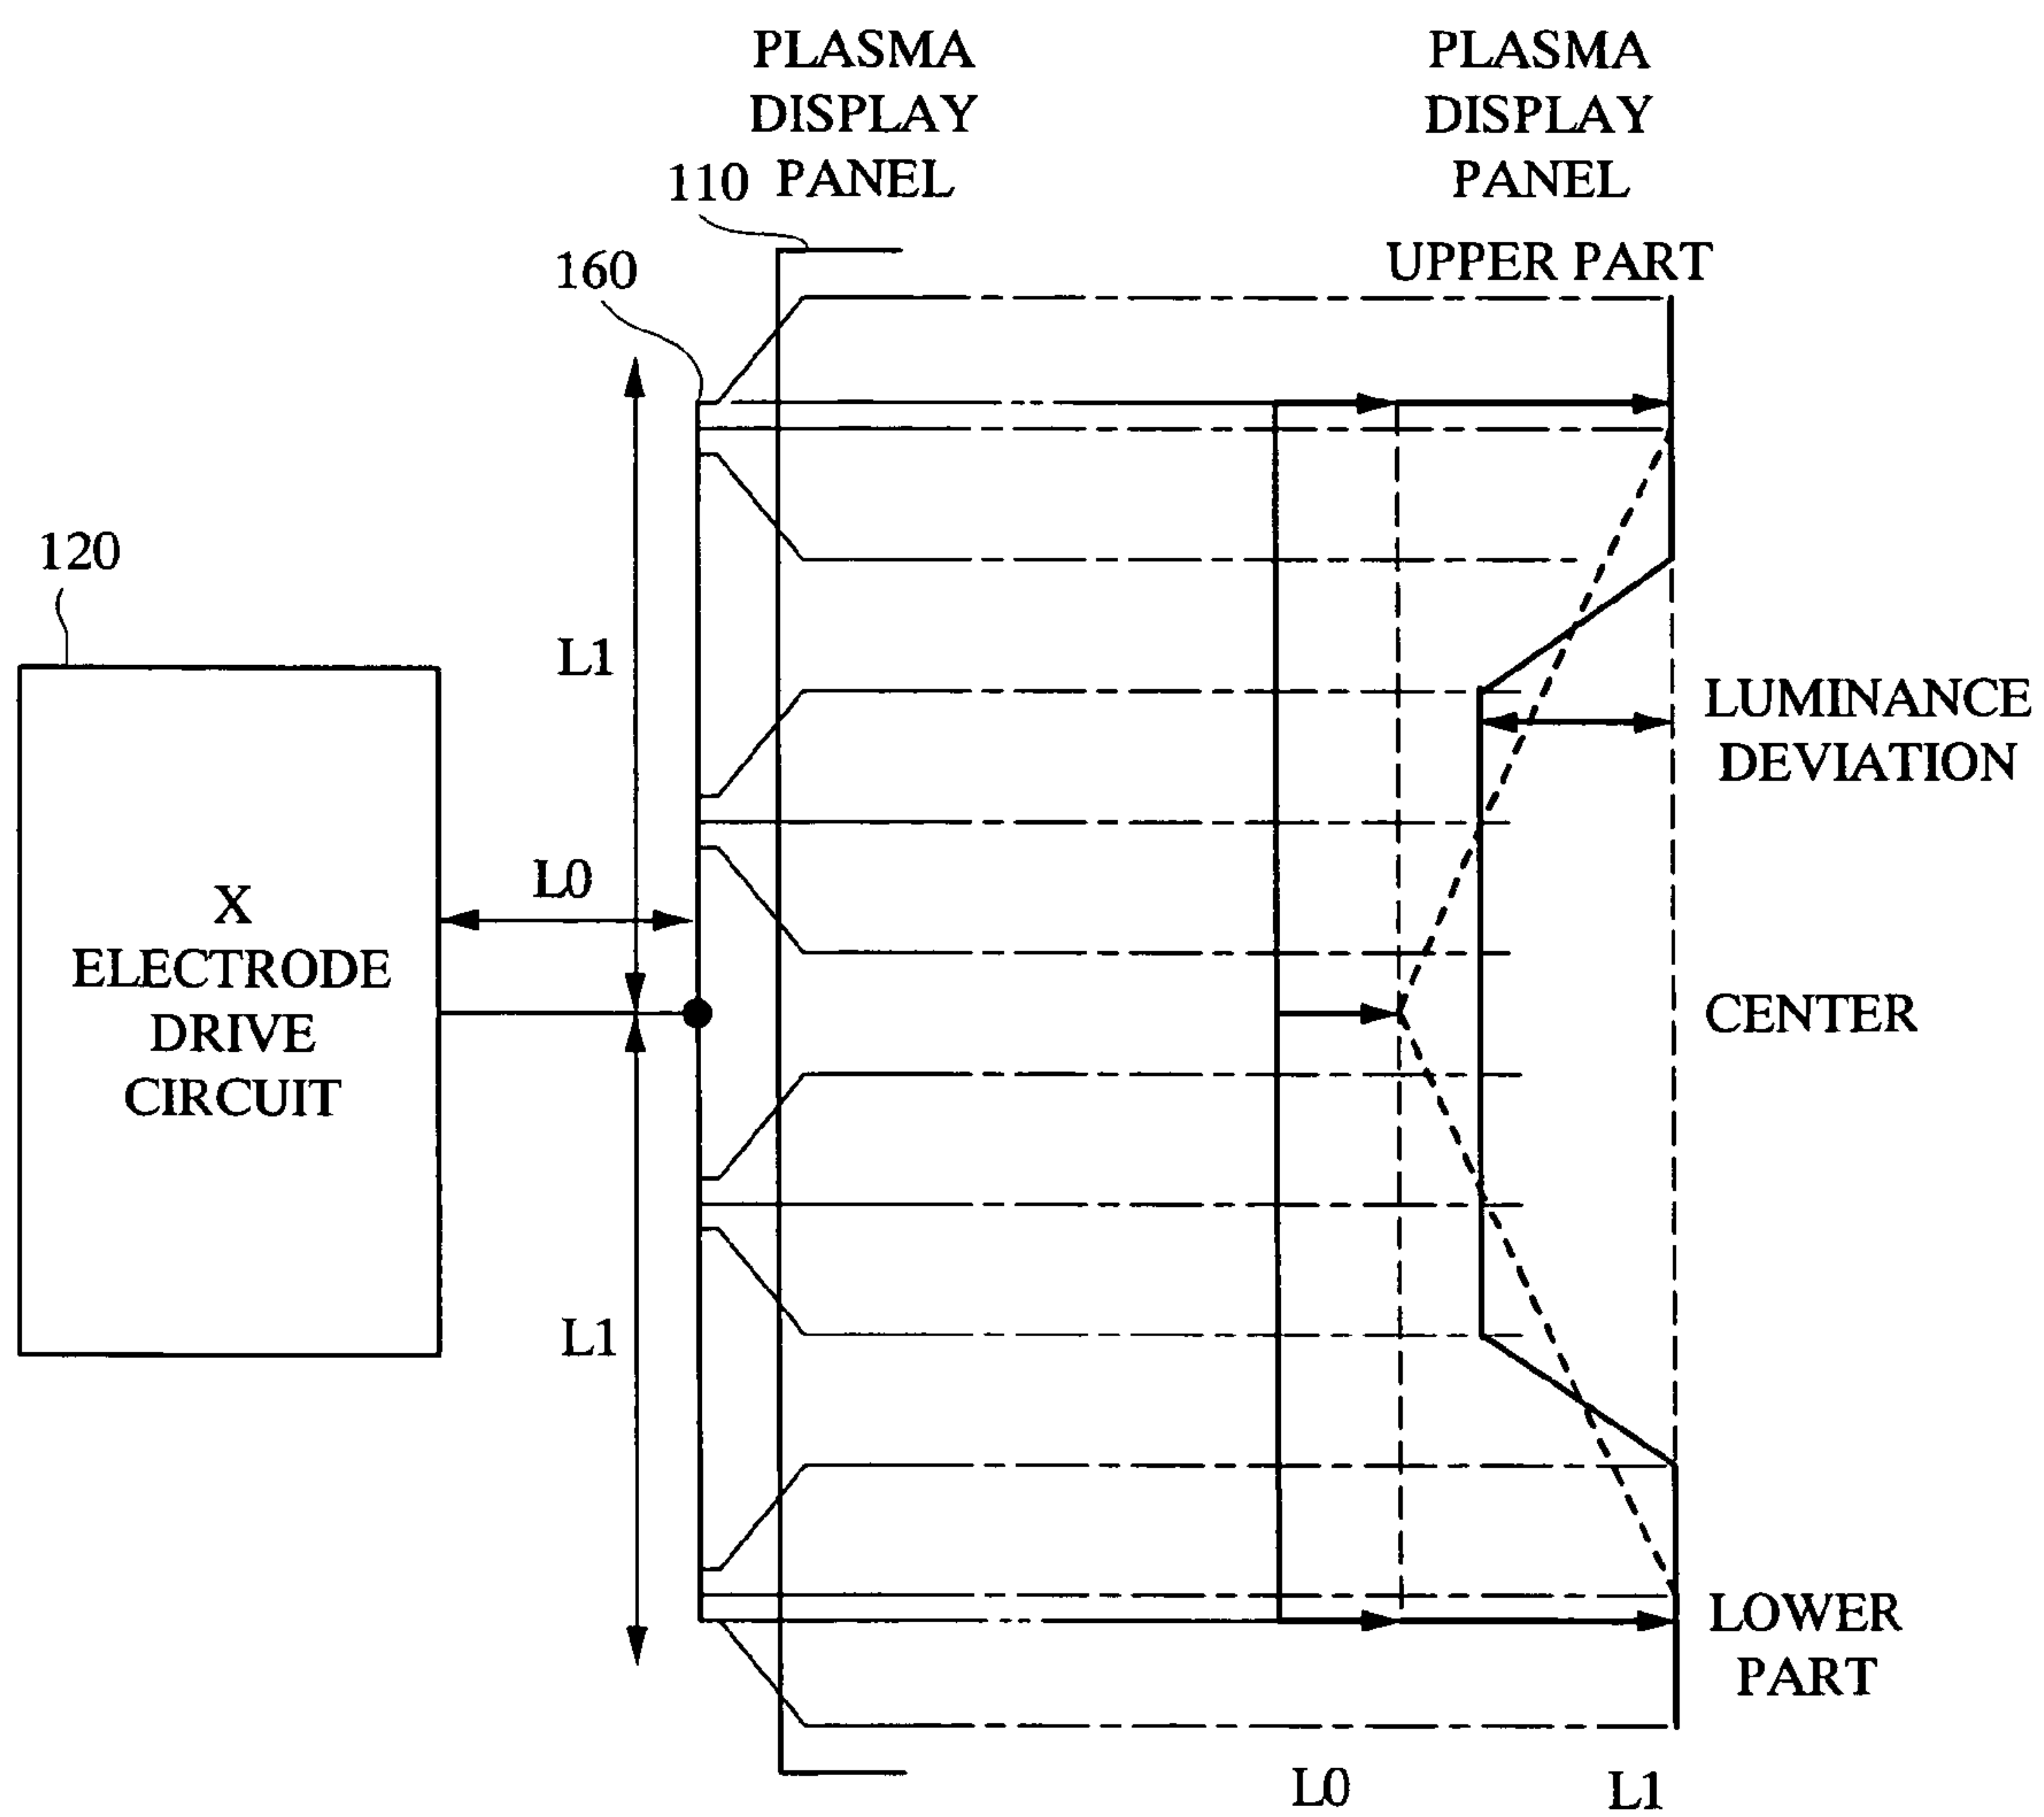 PLASMA
DISPLAY
PANEL
PLASMA
DISPLAY
PANEL
110
UPPER PART
160
120
L1
LUMINANCE
DEVIATION
L0
X
ELECTRODE
DRIVE
CIRCUIT
CENTER
L1
LOWER
PART
L0
L1